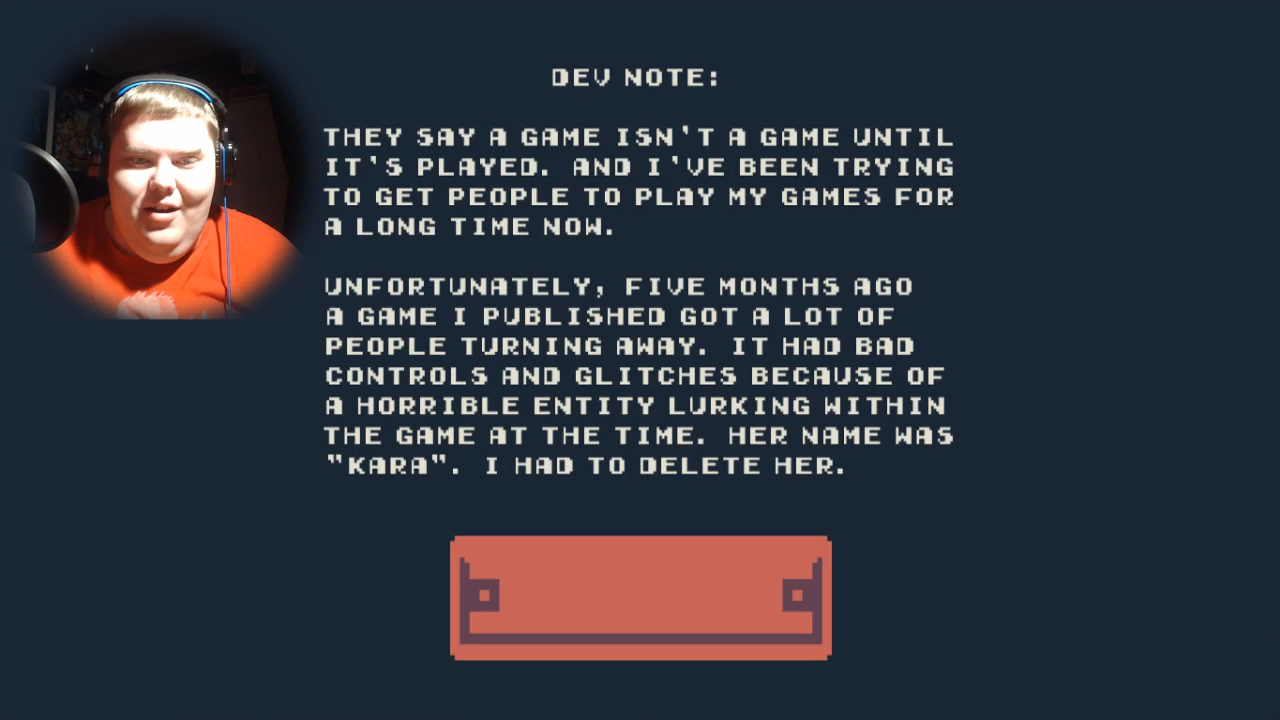 DEV NOTE:
THEY SAY A GAME ISN'T A GAME UNTIL
IT'S PLAYED. AND I'VE BEEN TRYING
TO GET PEOPLE TO PLAY MY GAMES FOR
A LONG TIME NOW.
UNFORTUNATELY, FIVE MONTHS AGO
A GAME I PUBLISHED GOT A LOT OF
PEOPLE TURNING AWAY. IT HAD BAD
CONTROLS AND GLITCHES BECAUSE OF
A HORRIBLE ENTITY LURKING WITHIN
THE GAME AT THE TIME. HER NAME WAS
"KARA". I HAD TO DELETE HER.